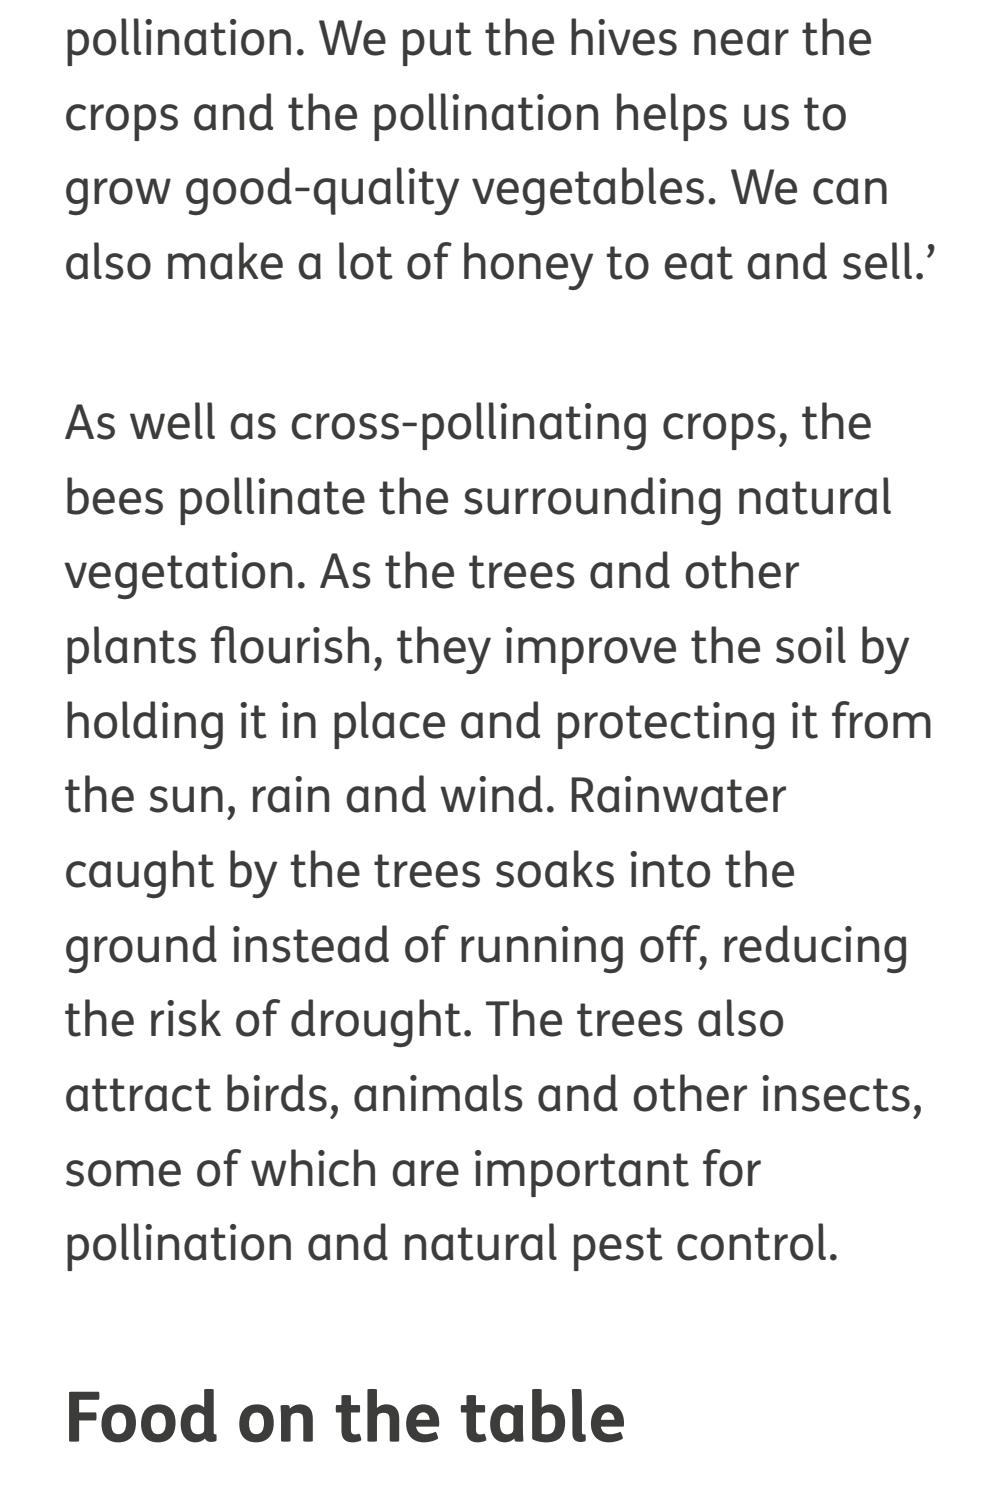 pollination. We put the hives near the
crops and the pollination helps us to
grow good-quality vegetables. We can
also make a lot of honey to eat and sell.’
As well as cross-pollinating crops, the
bees pollinate the surrounding natural
vegetation. As the trees and other
plants flourish, they improve the soil by
holding it in place and protecting it from
the sun, rain and wind. Rainwater
caught by the trees soaks into the
ground instead of running off, reducing
the risk of drought. The trees also
attract birds, animals and other insects,
some of which are important for
pollination and natural pest control.
Food on the table